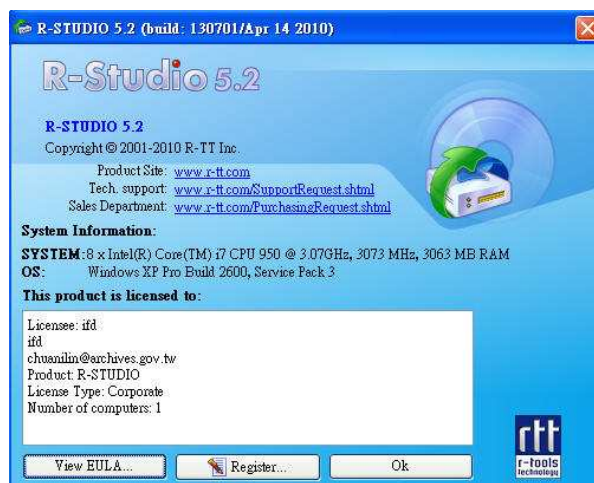 R-STUDIO 5.2 (build: 130701/Apr 14 2010)
R-Studio 5.2
R-STUDIO 5.2
Copyright © 2001-2010 R-TT Inc.
Product Site: www.r-tt.com
Tech. support: www.r-tt.com/SupportRequest.shtml
Sales Department: www.r-tt.com/PurchasingRequest.shtml
System Information:
SYSTEM: 8 x Intel(R) Core(TM) i7 CPU 950 @ 3.07GHz, 3073 MHz, 3063 MB RAM
OS: Windows XP Pro Build 2600, Service Pack 3
This product is licensed to:
Licensee: ifd
ifd
chuanilin@archives.gov.tw
Product: R-STUDIO
License Type: Corporate
Number of computers: 1
rtt
r-tools
technology
View EULA...
Register...
Ok